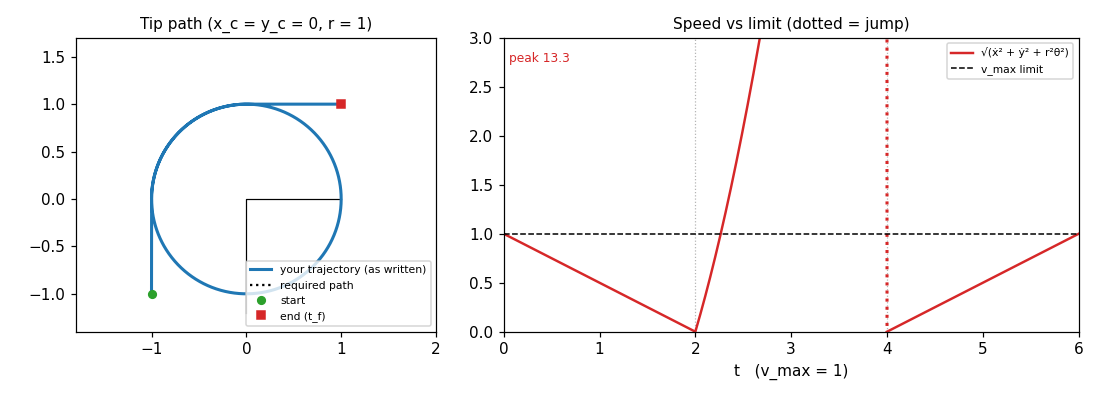 Tip path (x_c = y_c = 0, r = 1)
1.5
1.0
0.5
0.0
−0.5
−1.0
−1
0
1
2
your trajectory (as written)
required path
start
end (t_f)
Speed vs limit (dotted = jump)
3.0
2.5
2.0
1.5
1.0
0.5
0.0
peak 13.3
√(ẋ² + ẏ² + r²θ̇²)
v_max limit
0
1
2
3
4
5
6
t   (v_max = 1)